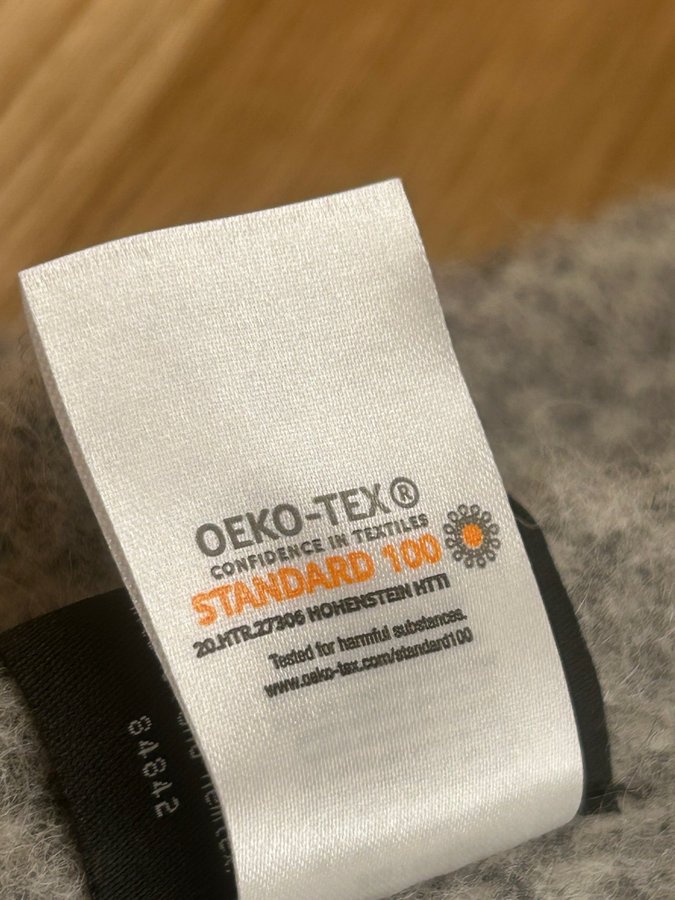 OEKO-TEX®
CONFIDENCE IN TEXTILES
STANDARD 100
20.HTR.27306 HOHENSTEIN HTTI
Tested for harmful substances.
www.oeko-tex.com/standard100
84842